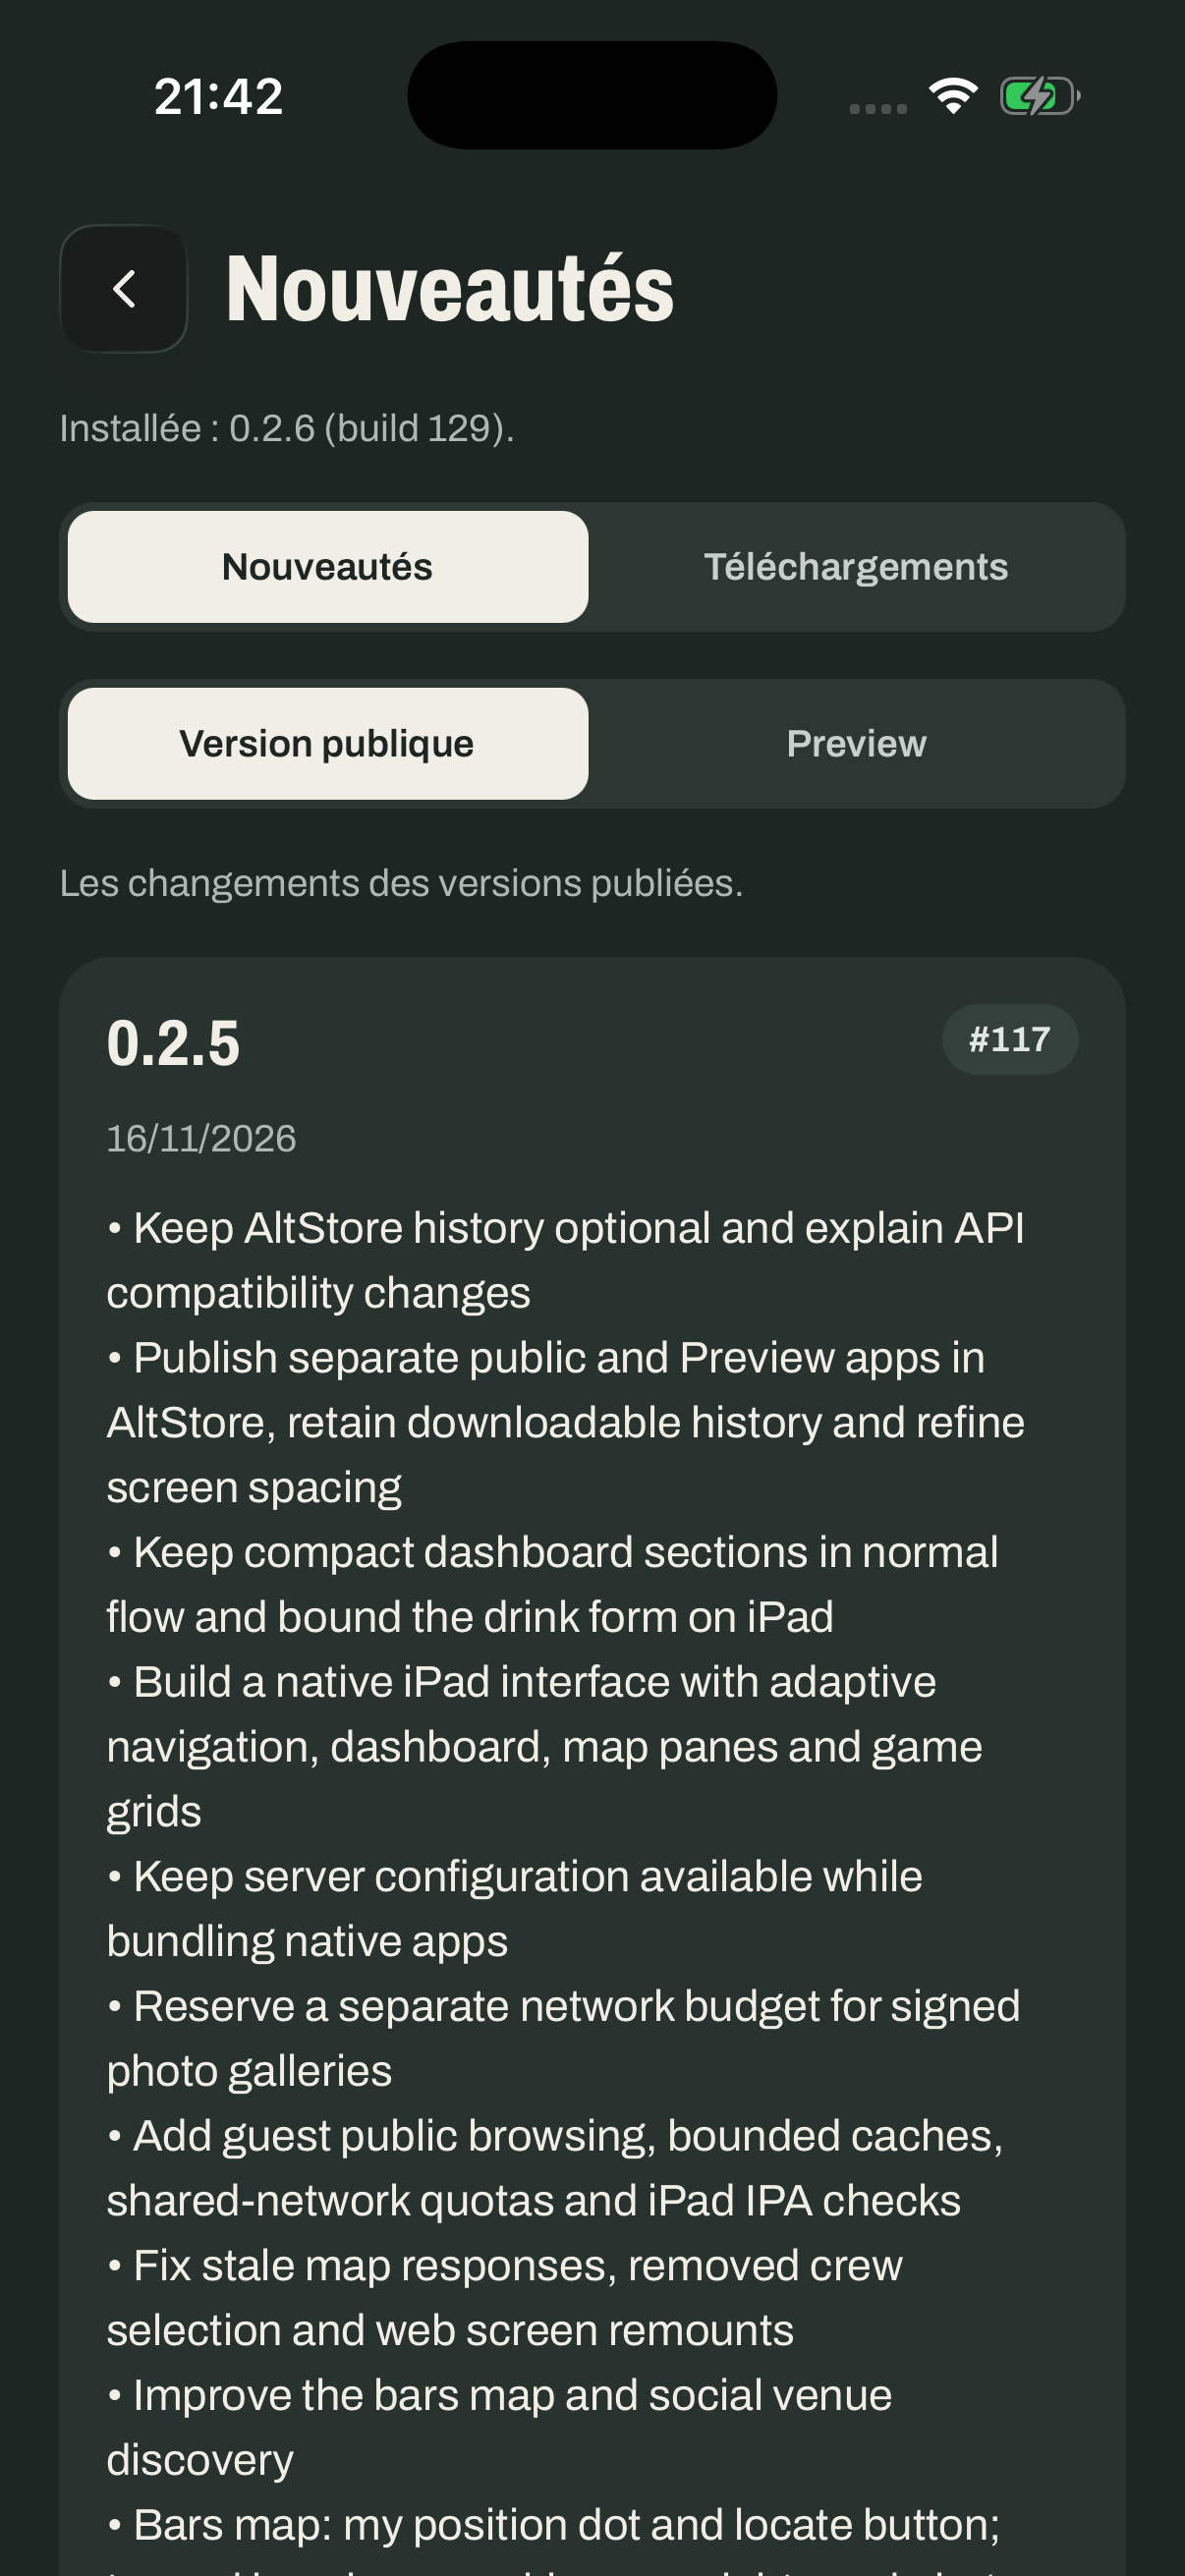 21:42
Nouveautés
Installée : 0.2.6 (build 129).
Nouveautés
Téléchargements
Version publique
Preview
Les changements des versions publiées.
0.2.5
#117
16/11/2026
• Keep AltStore history optional and explain API
compatibility changes
• Publish separate public and Preview apps in
AltStore, retain downloadable history and refine
screen spacing
• Keep compact dashboard sections in normal
flow and bound the drink form on iPad
• Build a native iPad interface with adaptive
navigation, dashboard, map panes and game
grids
• Keep server configuration available while
bundling native apps
• Reserve a separate network budget for signed
photo galleries
• Add guest public browsing, bounded caches,
shared-network quotas and iPad IPA checks
• Fix stale map responses, removed crew
selection and web screen remounts
• Improve the bars map and social venue
discovery
• Bars map: my position dot and locate button;